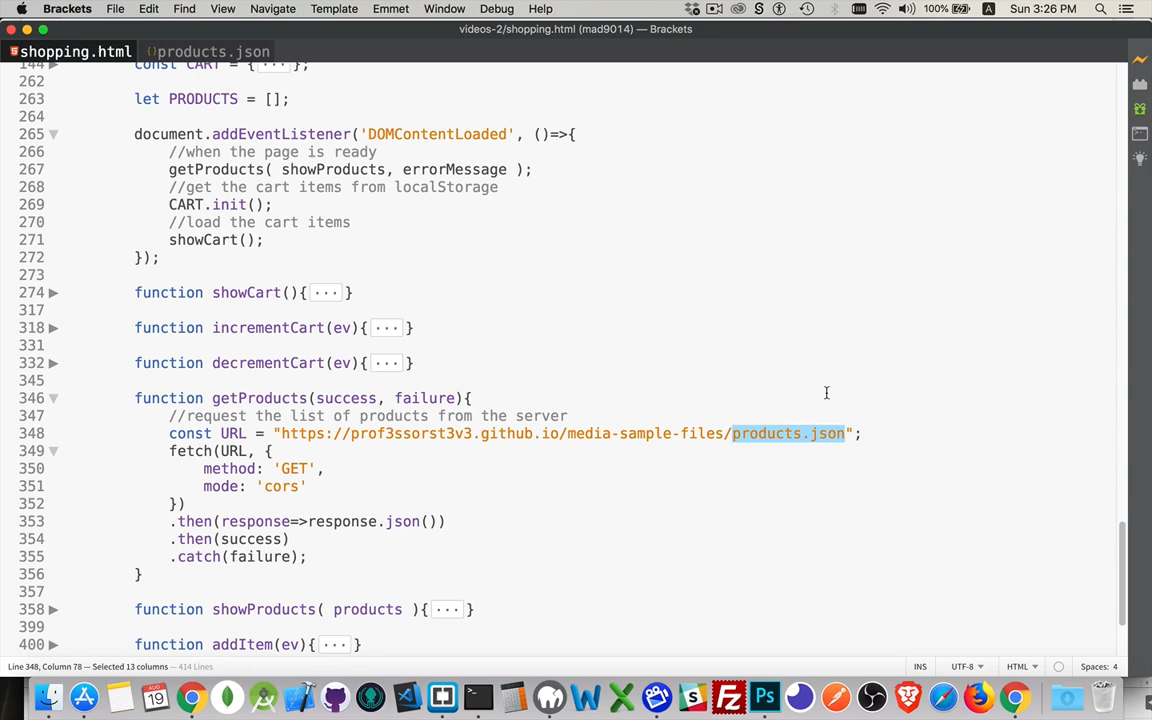 Brackets File Edit Find View Navigate Template Emmet Window Debug Help 100% A Sun 3:26 PM
videos-2/shopping.html (mad9014) — Brackets
shopping.html products.json
144 const CART = {...};
262
263 let PRODUCTS = [];
264
265 document.addEventListener('DOMContentLoaded', ()=>{
266 //when the page is ready
267 getProducts( showProducts, errorMessage );
268 //get the cart items from localStorage
269 CART.init();
270 //load the cart items
271 showCart();
272 });
273
274 function showCart(){...}
317
318 function incrementCart(ev){...}
331
332 function decrementCart(ev){...}
345
346 function getProducts(success, failure){
347 //request the list of products from the server
348 const URL = "https://prof3ssorst3v3.github.io/media-sample-files/products.json";
349 fetch(URL, {
350 method: 'GET',
351 mode: 'cors'
352 })
353 .then(response=>response.json())
354 .then(success)
355 .catch(failure);
356 }
357
358 function showProducts( products ){...}
399
400 function addItem(ev){...}
Line 348, Column 78 — Selected 13 columns — 414 Lines INS UTF-8 HTML Spaces: 4
AUG
19